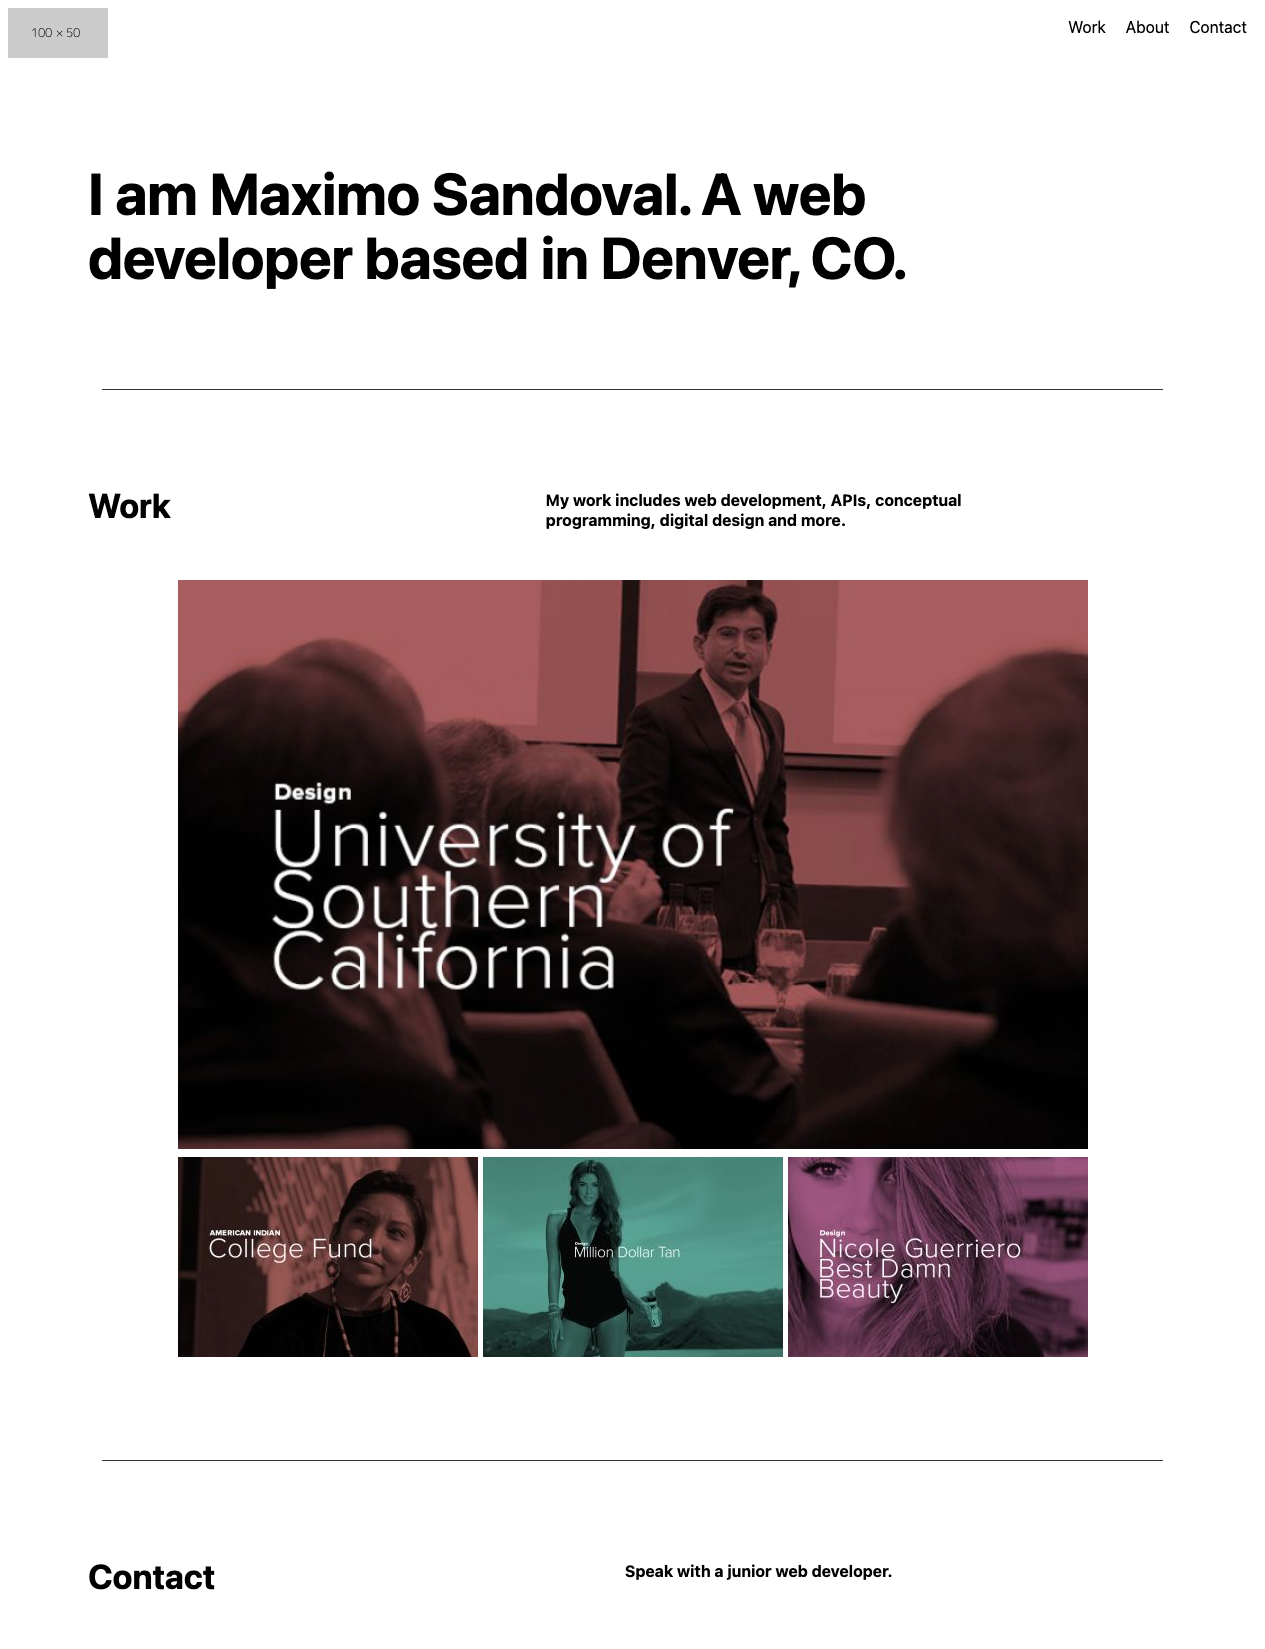 100 × 50
Work About Contact
I am Maximo Sandoval. A web
developer based in Denver, CO.
Work
My work includes web development, APIs, conceptual
programming, digital design and more.
Design
University of
Southern
California
AMERICAN INDIAN
College Fund
Design
Million Dollar Tan
Design
Nicole Guerriero
Best Damn
Beauty
Contact
Speak with a junior web developer.